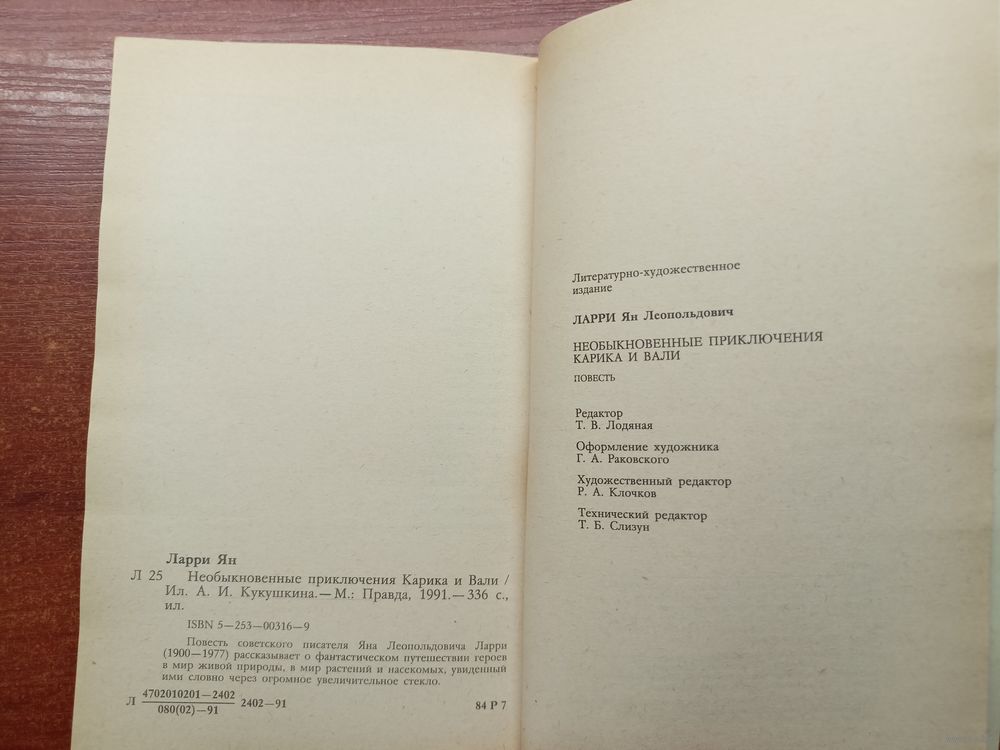 Ларри Ян
Л 25 Необыкновенные приключения Карика и Вали /
Ил. А. И. Кукушкина.— М.: Правда, 1991.— 336 с.,
ил.
ISBN 5—253—00316—9
Повесть советского писателя Яна Леопольдовича Ларри
(1900—1977) рассказывает о фантастическом путешествии героев
в мир живой природы, в мир растений и насекомых, увиденный
ими словно через огромное увеличительное стекло.
4702010201—2402
Л 2402—91
080(02)—91
84 Р 7
Литературно-художественное
издание
ЛАРРИ Ян Леопольдович
НЕОБЫКНОВЕННЫЕ ПРИКЛЮЧЕНИЯ
КАРИКА И ВАЛИ
ПОВЕСТЬ
Редактор
Т. В. Лодяная
Оформление художника
Г. А. Раковского
Художественный редактор
Р. А. Клочков
Технический редактор
Т. Б. Слизун